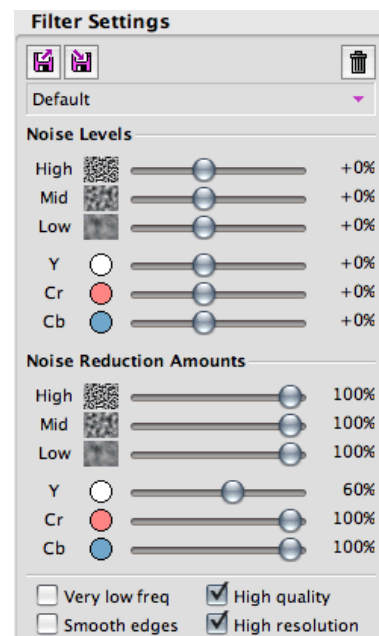 Filter Settings
Default
Noise Levels
High +0%
Mid +0%
Low +0%
Y +0%
Cr +0%
Cb +0%
Noise Reduction Amounts
High 100%
Mid 100%
Low 100%
Y 60%
Cr 100%
Cb 100%
Very low freq High quality
Smooth edges High resolution